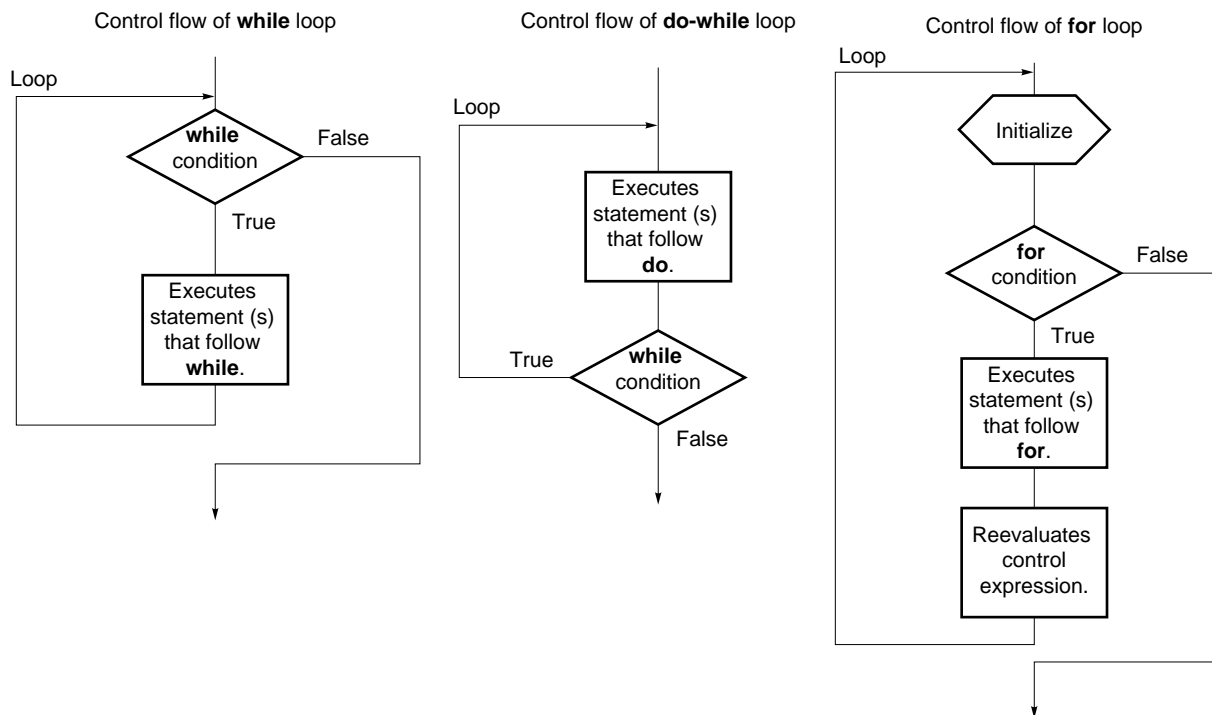 Control flow of while loop
Loop
while
condition
False
True
Executes
statement (s)
that follow
while.
Control flow of do-while loop
Loop
Executes
statement (s)
that follow
do.
True
while
condition
False
Control flow of for loop
Loop
Initialize
for
condition
False
True
Executes
statement (s)
that follow
for.
Reevaluates
control
expression.